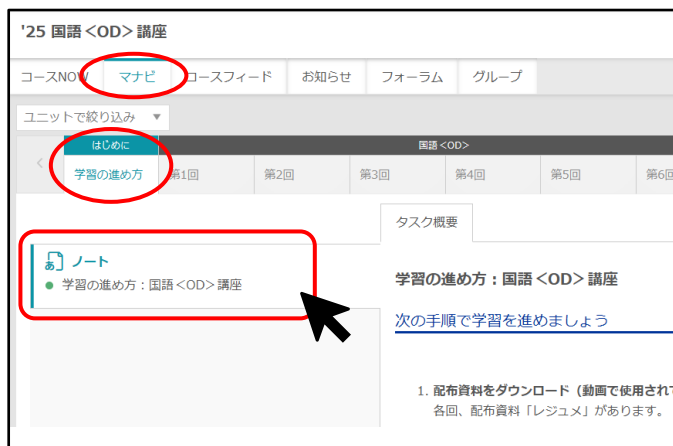 '25 国語<OD>講座
コースNOW マナビ コースフィード お知らせ フォーラム グループ
ユニットで絞り込み
はじめに 国語<OD>
学習の進め方 第1回 第2回 第3回 第4回 第5回 第6回
タスク概要
ノート
学習の進め方：国語<OD>講座
学習の進め方：国語<OD>講座
次の手順で学習を進めましょう
1. 配布資料をダウンロード（動画で使用されて
各回、配布資料「レジュメ」があります。